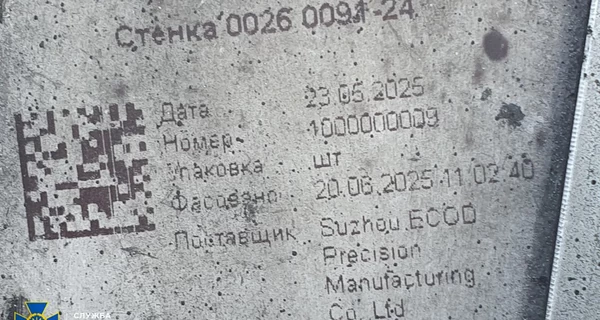 Стенка 0026 0091-24
Дата 23.05.2025
Номер 1000000009
Упаковка шт
Фасовано 20.06.2025 11:02:40
Поставщик Suzhou ECOD
Precision
Manufacturing
Co. Ltd
СЛУЖБА